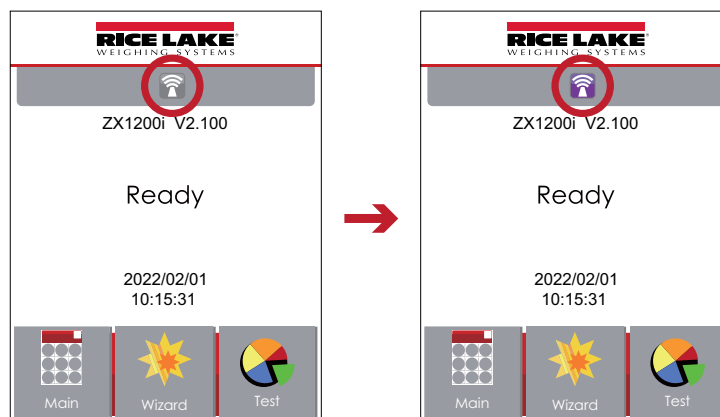 RICE LAKE®
WEIGHING SYSTEMS
ZX1200i V2.100
Ready
2022/02/01
10:15:31
Main
Wizard
Test
RICE LAKE®
WEIGHING SYSTEMS
ZX1200i V2.100
Ready
2022/02/01
10:15:31
Main
Wizard
Test